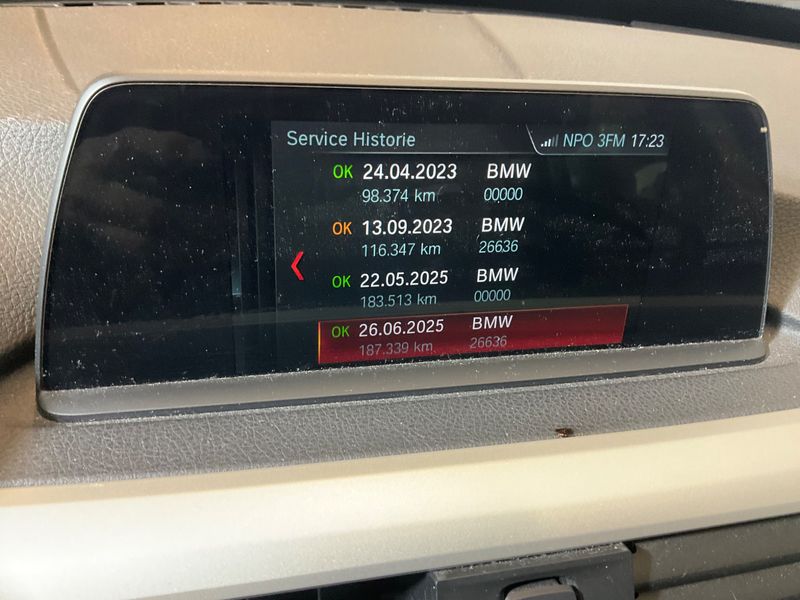 Service Historie NPO 3FM 17:23
OK 24.04.2023 BMW
98.374 km 00000
OK 13.09.2023 BMW
116.347 km 26636
OK 22.05.2025 BMW
183.513 km 00000
OK 26.06.2025 BMW
187.339 km 26636